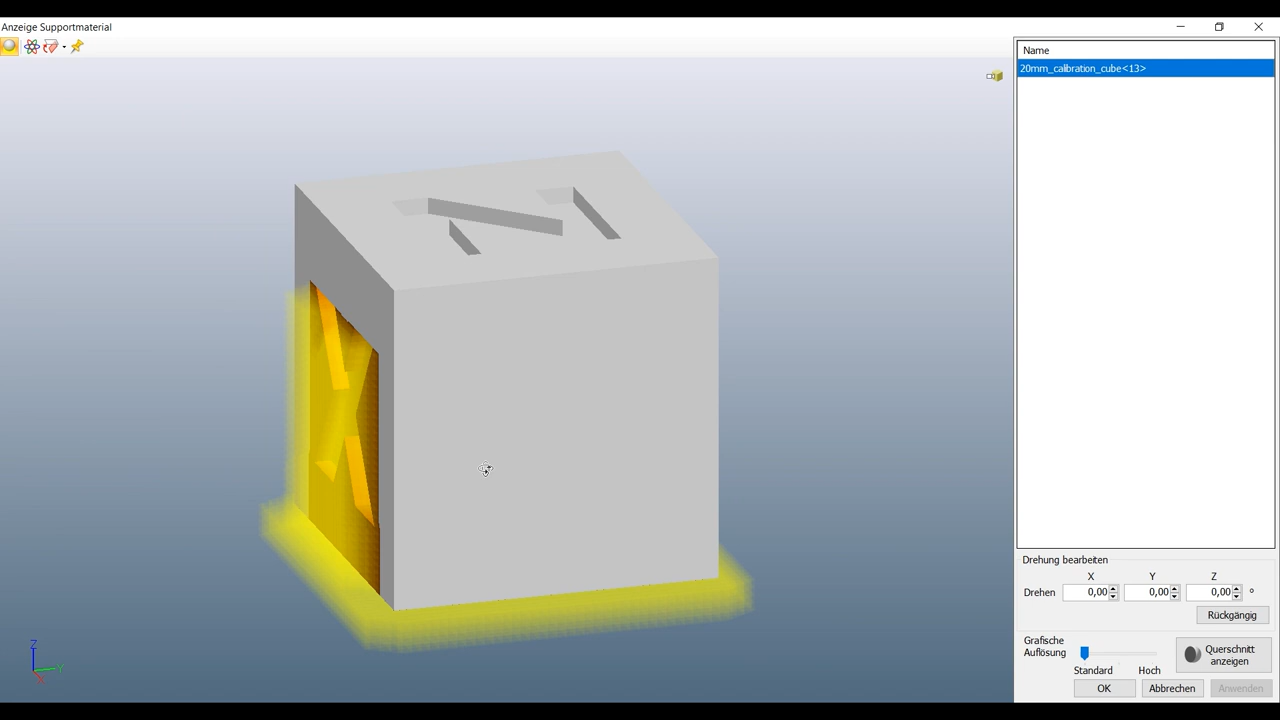 Anzeige Supportmaterial
Name
20mm_calibration_cube<13>
Z
X
Z
Y
X
Drehung bearbeiten
X Y Z
Drehen 0,00 0,00 0,00 °
Rückgängig
Grafische
Auflösung
Standard Hoch
Querschnitt
anzeigen
OK Abbrechen Anwenden